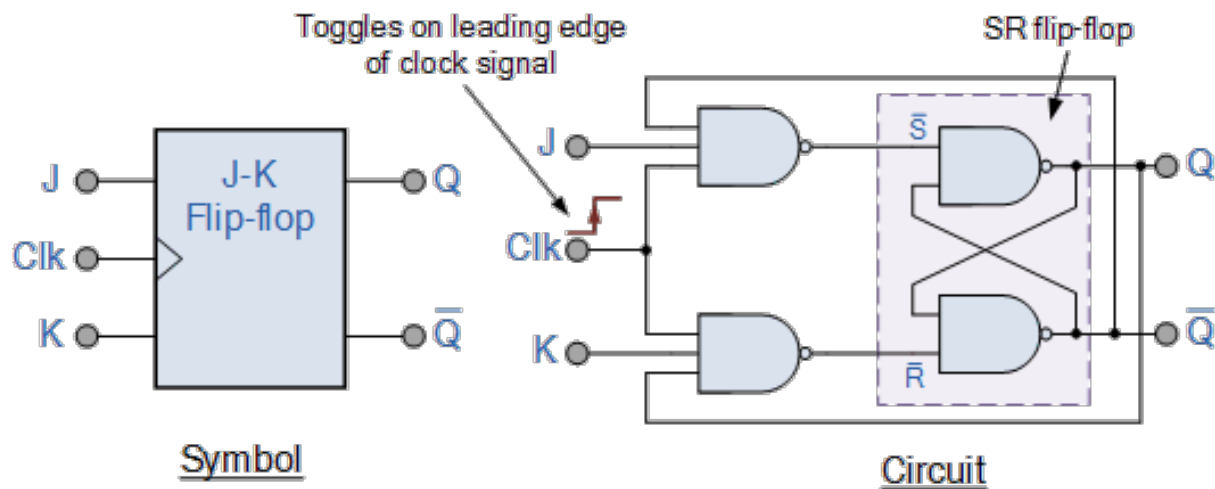 Toggles on leading edge
of clock signal
SR flip-flop
J
Clk
K
J-K
Flip-flop
Q
Q̅
J
Clk
K
S̅
R̅
Q
Q̅
Symbol
Circuit